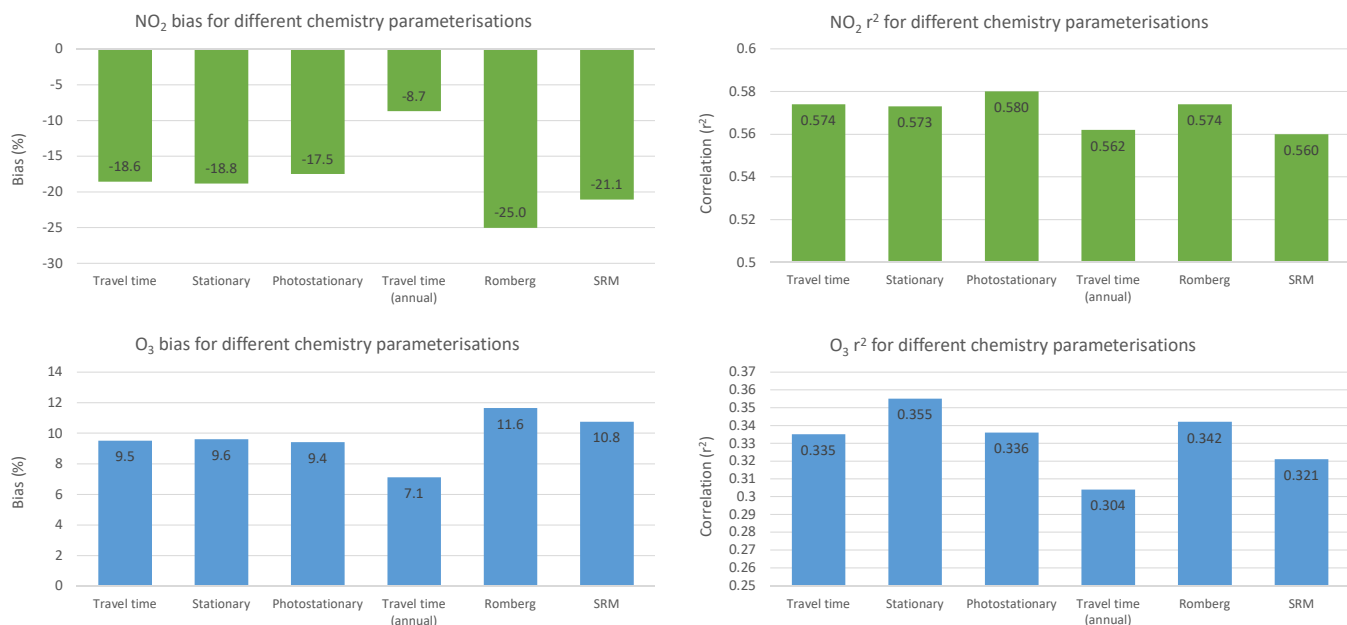 NO₂ bias for different chemistry parameterisations
0
-5
-10
-15
-20
-25
-30
Bias (%)
-18.6
-18.8
-17.5
-8.7
-25.0
-21.1
Travel time
Stationary
Photostationary
Travel time
(annual)
Romberg
SRM
NO₂ r² for different chemistry parameterisations
0.6
0.58
0.56
0.54
0.52
0.5
Correlation (r²)
0.574
0.573
0.580
0.562
0.574
0.560
Travel time
Stationary
Photostationary
Travel time
(annual)
Romberg
SRM
O₃ bias for different chemistry parameterisations
14
12
10
8
6
4
2
0
Bias (%)
9.5
9.6
9.4
7.1
11.6
10.8
Travel time
Stationary
Photostationary
Travel time
(annual)
Romberg
SRM
O₃ r² for different chemistry parameterisations
0.37
0.36
0.35
0.34
0.33
0.32
0.31
0.3
0.29
0.28
0.27
0.26
0.25
Correlation (r²)
0.335
0.355
0.336
0.304
0.342
0.321
Travel time
Stationary
Photostationary
Travel time
(annual)
Romberg
SRM